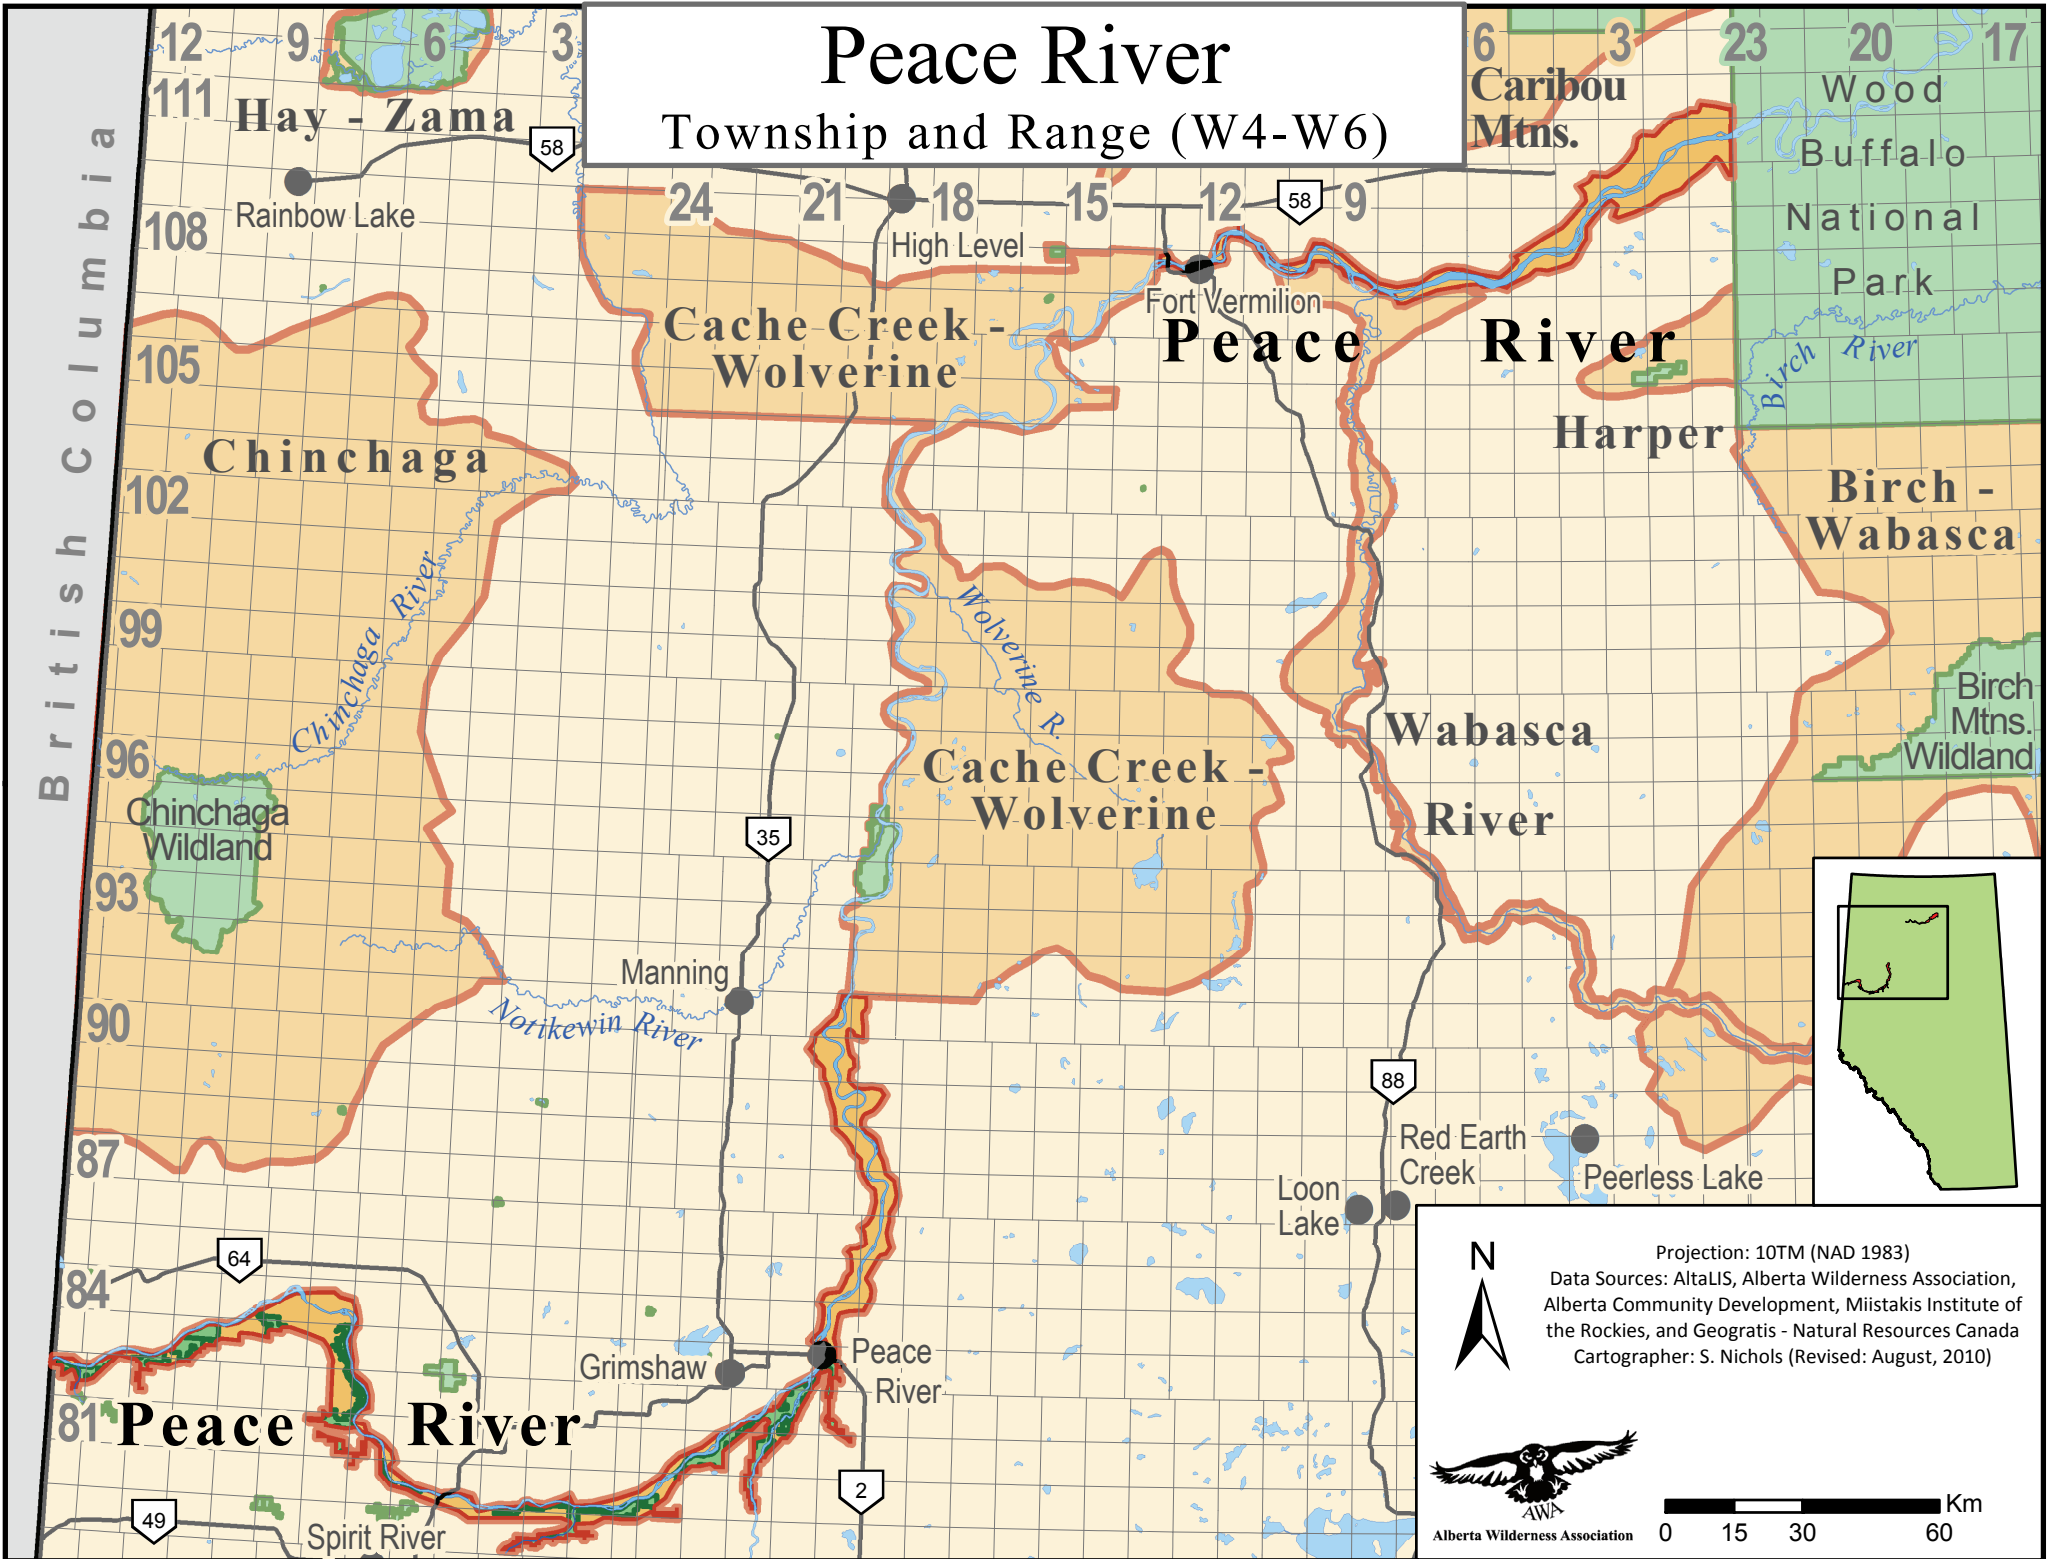 Peace River
Township and Range (W4-W6)
12
9
6
3
6
3
23
20
17
111
Hay - Zama
58
Caribou
Mtns.
Wood
Buffalo
National
Park
Rainbow Lake
108
24
21
18
15
12
58
9
High Level
Fort Vermilion
Peace River
Cache Creek -
Wolverine
105
Birch River
Harper
British Columbia
Chinchaga
102
Birch -
Wabasca
Chinchaga River
99
Wolverine R.
Birch
Mtns.
Wildland
96
Wabasca
River
Cache Creek -
Wolverine
Chinchaga
Wildland
35
93
Manning
Notikewin River
90
88
87
Red Earth
Creek
Peerless Lake
Loon
Lake
64
84
Grimshaw
Peace
River
81
Peace River
2
49
Spirit River
N
Projection: 10TM (NAD 1983)
Data Sources: AltaLIS, Alberta Wilderness Association,
Alberta Community Development, Miistakis Institute of
the Rockies, and Geogratis - Natural Resources Canada
Cartographer: S. Nichols (Revised: August, 2010)
AWA
Alberta Wilderness Association
Km
0 15 30 60